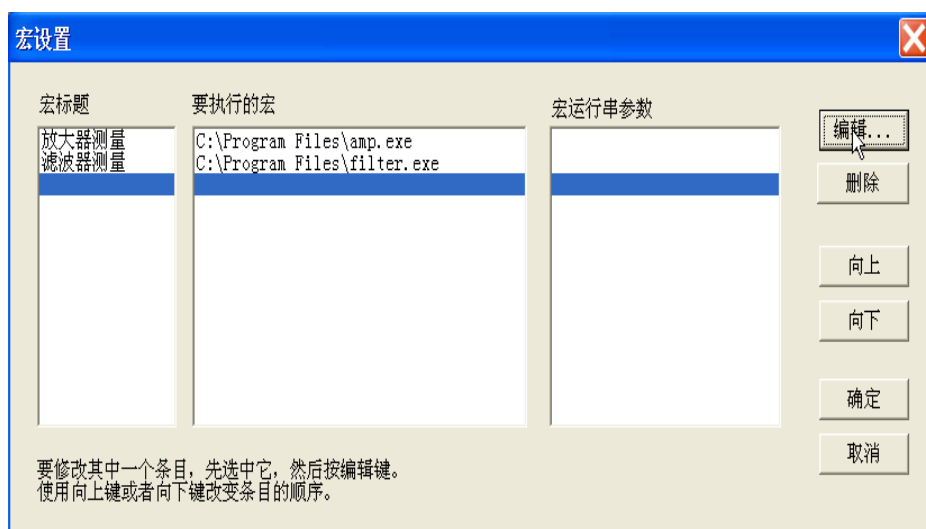 宏设置
宏标题 要执行的宏 宏运行串参数
放大器测量 C:\Program Files\amp.exe
滤波器测量 C:\Program Files\filter.exe
编辑...
删除
向上
向下
确定
取消
要修改其中一个条目，先选中它，然后按编辑键。
使用向上键或者向下键改变条目的顺序。